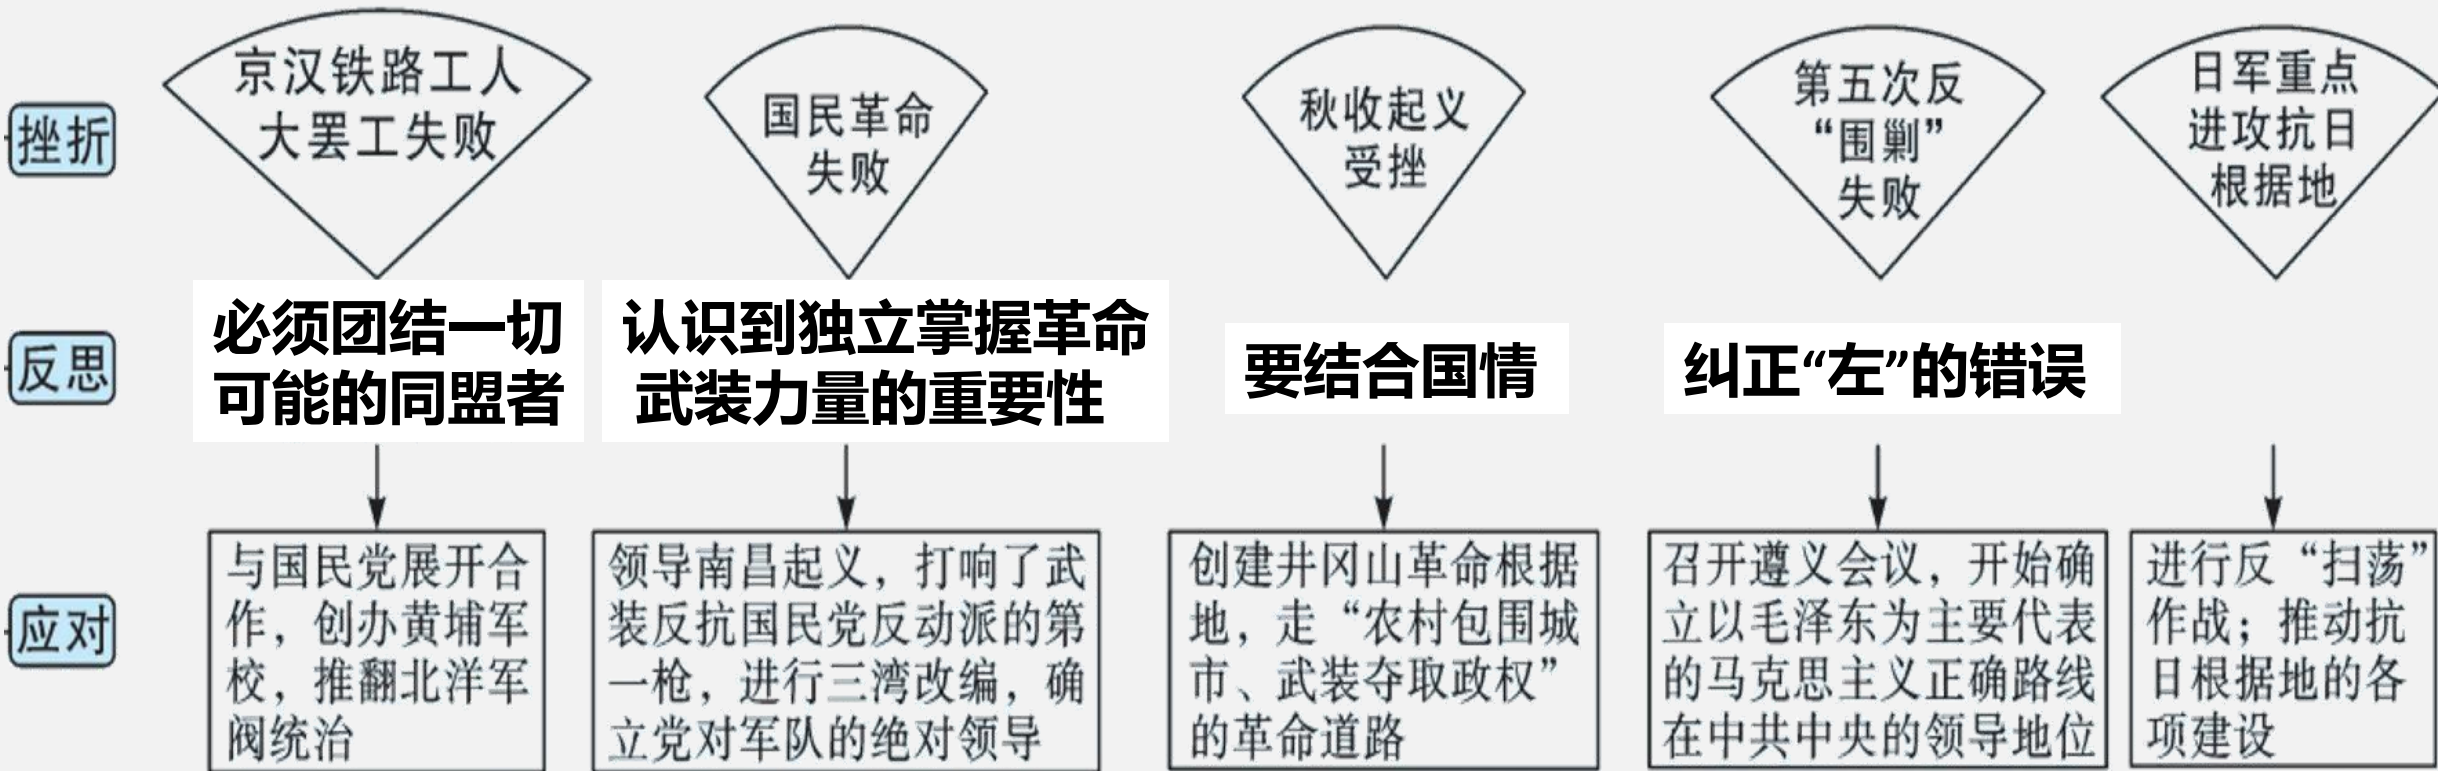 挫折
京汉铁路工人
大罢工失败
国民革命
失败
秋收起义
受挫
第五次反
“围剿”
失败
日军重点
进攻抗日
根据地
反思
必须团结一切
可能的同盟者
认识到独立掌握革命
武装力量的重要性
要结合国情
纠正“左”的错误
应对
与国民党展开合
作，创办黄埔军
校，推翻北洋军
阀统治
领导南昌起义，打响了武
装反抗国民党反动派的第
一枪，进行三湾改编，确
立党对军队的绝对领导
创建井冈山革命根据
地，走“农村包围城
市、武装夺取政权”
的革命道路
召开遵义会议，开始确
立以毛泽东为主要代表
的马克思主义正确路线
在中共中央的领导地位
进行反“扫荡”
作战；推动抗
日根据地的各
项建设